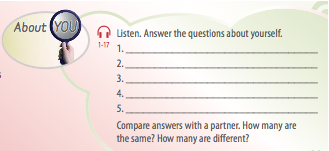 About YOU
Listen. Answer the questions about yourself.
1-17
1.
2.
3.
4.
5.
Compare answers with a partner. How many are
the same? How many are different?